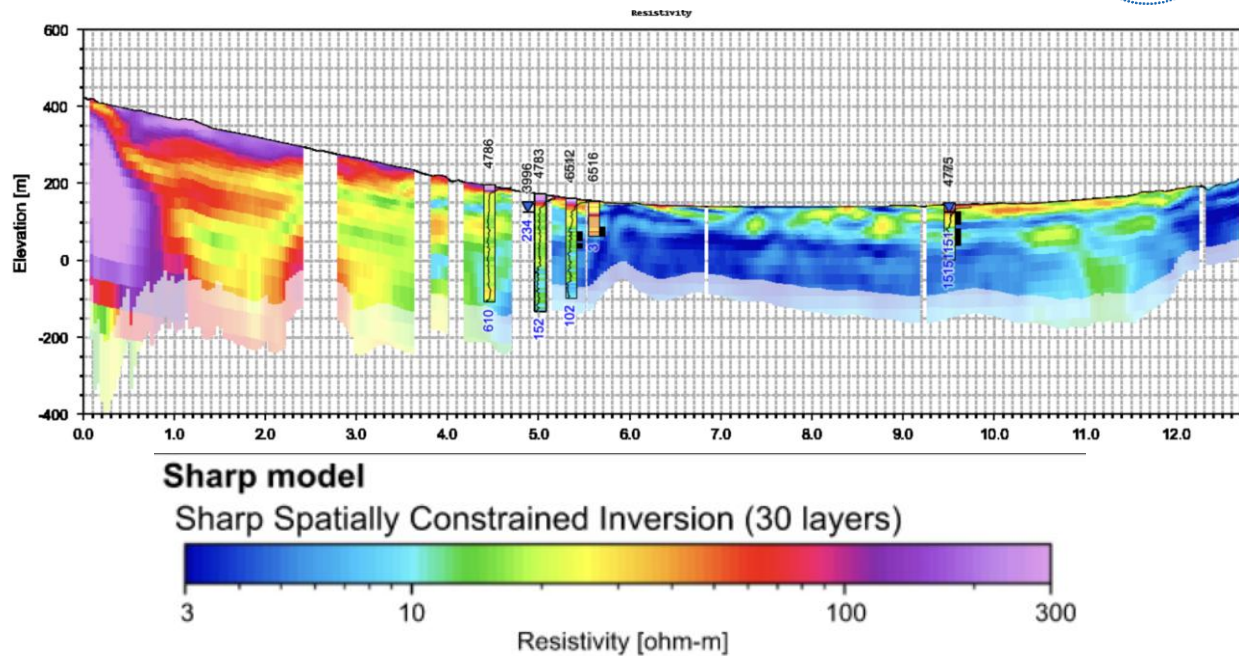 Resistivity
600
400
200
0
-200
-400
Elevation [m]
4786
3996
4783
6516
234
610
152
102
0.0 1.0 2.0 3.0 4.0 5.0 6.0 7.0 8.0 9.0 10.0 11.0 12.0
Sharp model
Sharp Spatially Constrained Inversion (30 layers)
3 10 100 300
Resistivity [ohm-m]